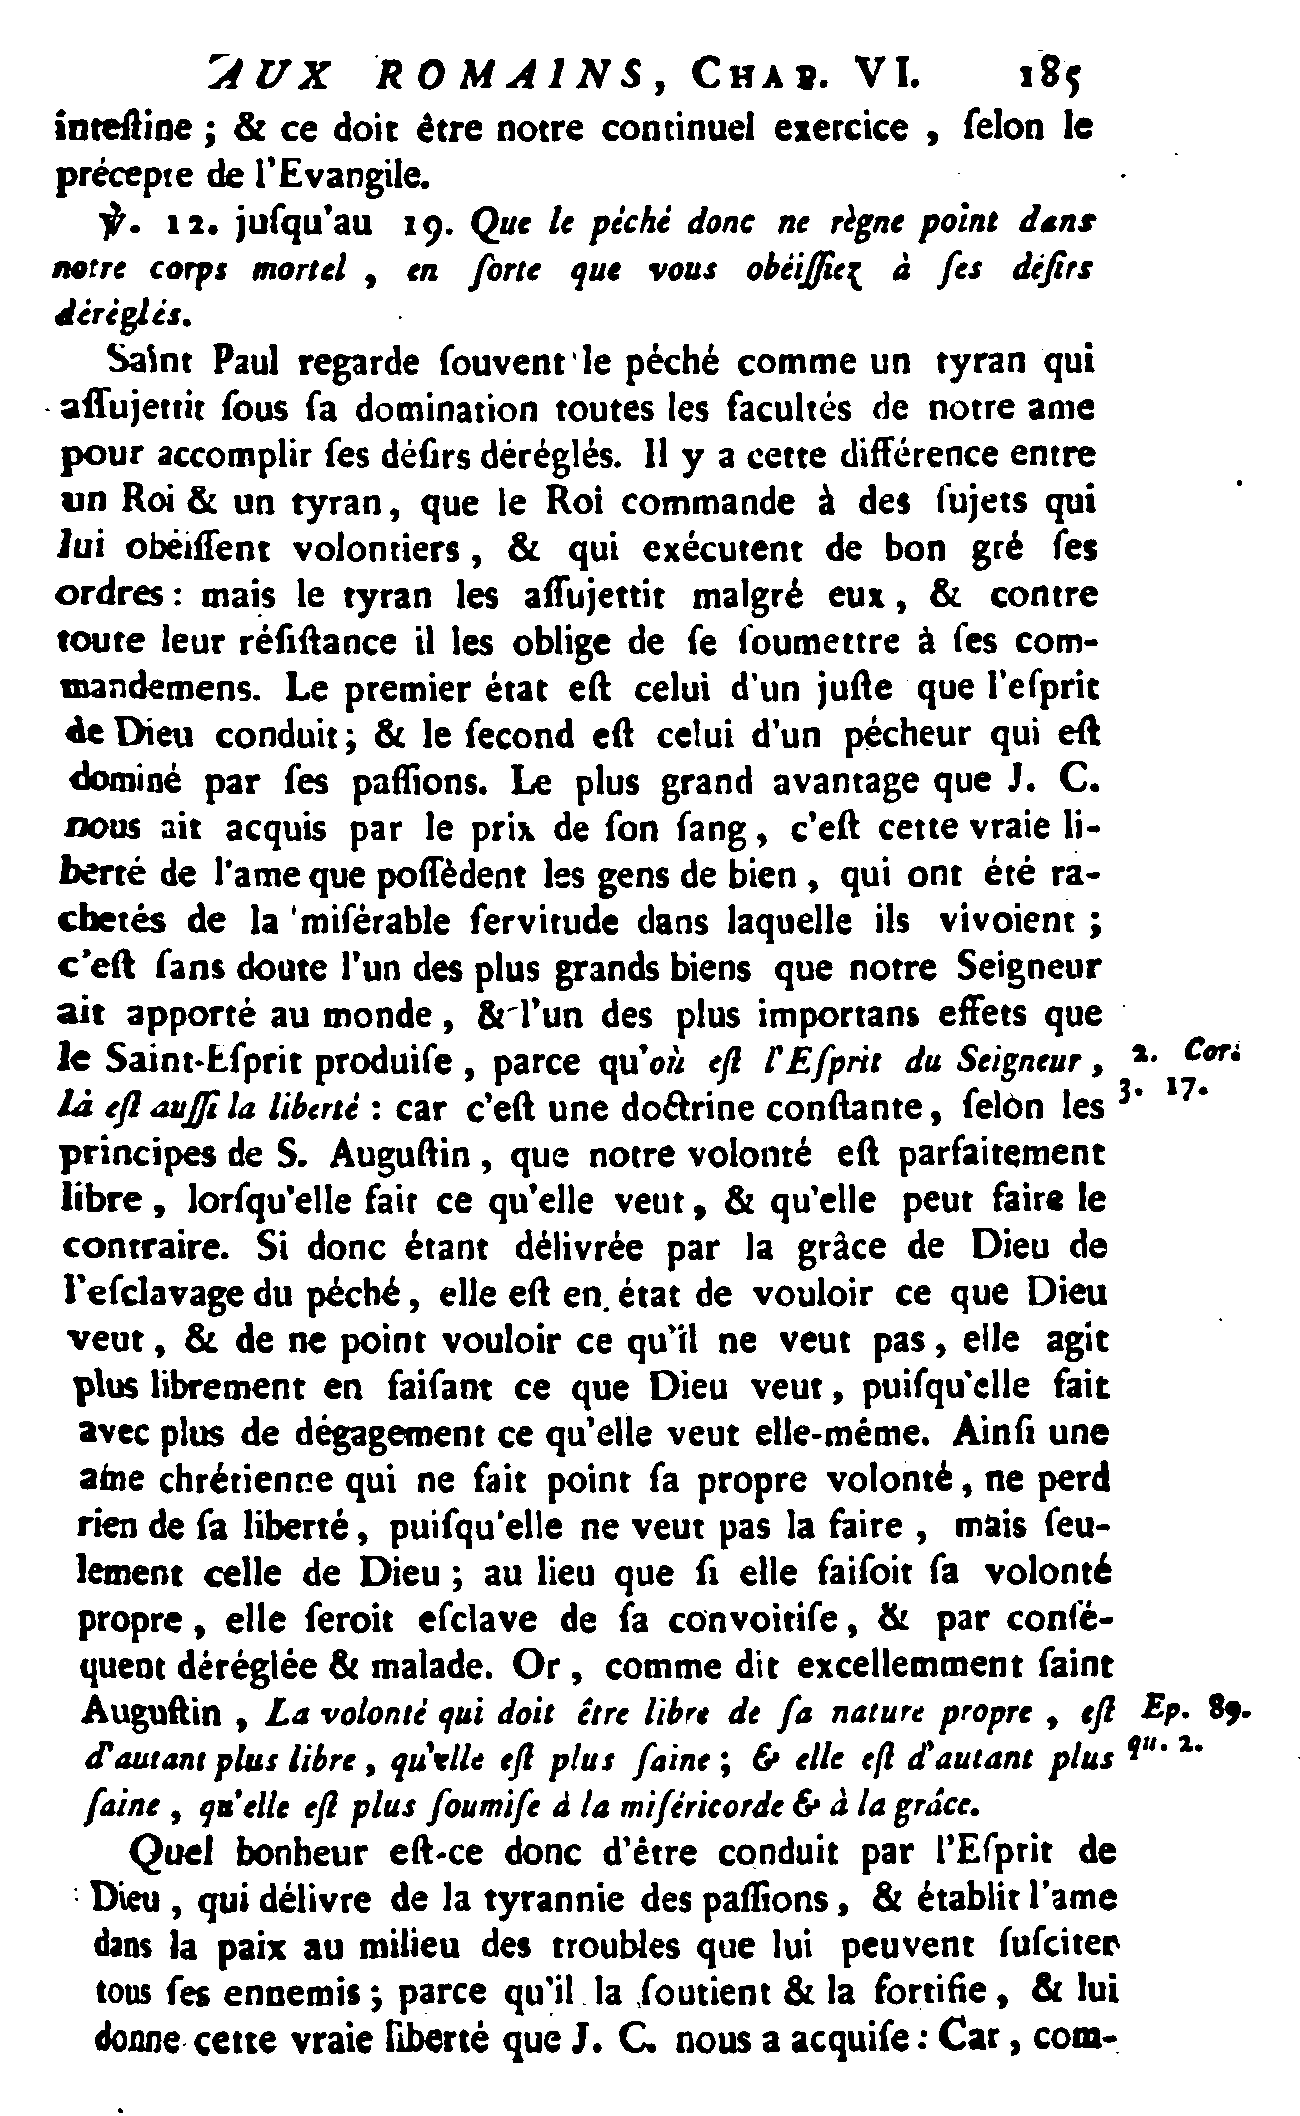 AUX ROMAINS, CHAP. VI. 185
inteſtine ; & ce doit être notre continuel exercice , ſelon le
précepte de l'Evangile.
℣. 12. juſqu'au 19. Que le péché donc ne règne point dans
notre corps mortel , en ſorte que vous obéiſſiez à ſes déſirs
déréglés.
Saint Paul regarde ſouvent le péché comme un tyran qui
aſſujettit ſous ſa domination toutes les facultés de notre ame
pour accomplir ſes déſirs déréglés. Il y a cette différence entre
un Roi & un tyran, que le Roi commande à des ſujets qui
lui obéiſſent volontiers , & qui exécutent de bon gré ſes
ordres : mais le tyran les aſſujettit malgré eux , & contre
toute leur réſiſtance il les oblige de ſe ſoumettre à ſes com-
mandemens. Le premier état eſt celui d'un juſte que l'eſprit
de Dieu conduit ; & le ſecond eſt celui d'un pécheur qui eſt
dominé par ſes paſſions. Le plus grand avantage que J. C.
nous ait acquis par le prix de ſon ſang , c'eſt cette vraie li-
berté de l'ame que poſſèdent les gens de bien , qui ont été ra-
chetés de la miſérable ſervitude dans laquelle ils vivoient ;
c'eſt ſans doute l'un des plus grands biens que notre Seigneur
ait apporté au monde , & l'un des plus importans effets que
le Saint-Eſprit produiſe , parce qu'où eſt l'Eſprit du Seigneur , 2. Cor.
là eſt auſſi la liberté : car c'eſt une doctrine conſtante, ſelon les 3. 17.
principes de S. Auguſtin , que notre volonté eſt parfaitement
libre , lorſqu'elle fait ce qu'elle veut , & qu'elle peut faire le
contraire. Si donc étant délivrée par la grâce de Dieu de
l'eſclavage du péché , elle eſt en état de vouloir ce que Dieu
veut , & de ne point vouloir ce qu'il ne veut pas , elle agit
plus librement en faiſant ce que Dieu veut , puiſqu'elle fait
avec plus de dégagement ce qu'elle veut elle-même. Ainſi une
ame chrétienne qui ne fait point ſa propre volonté , ne perd
rien de ſa liberté , puiſqu'elle ne veut pas la faire , mais ſeu-
lement celle de Dieu ; au lieu que ſi elle faiſoit ſa volonté
propre , elle ſeroit eſclave de ſa convoitiſe , & par conſé-
quent déréglée & malade. Or , comme dit excellemment ſaint
Auguſtin , La volonté qui doit être libre de ſa nature propre , eſt Ep. 89.
d'autant plus libre , qu'elle eſt plus ſaine ; & elle eſt d'autant plus qu. 2.
ſaine , qu'elle eſt plus ſoumiſe à la miſéricorde & à la grâce.
Quel bonheur eſt-ce donc d'être conduit par l'Eſprit de
Dieu , qui délivre de la tyrannie des paſſions , & établit l'ame
dans la paix au milieu des troubles que lui peuvent ſuſciter
tous ſes ennemis ; parce qu'il la ſoutient & la fortifie , & lui
donne cette vraie liberté que J. C. nous a acquiſe : Car , com-